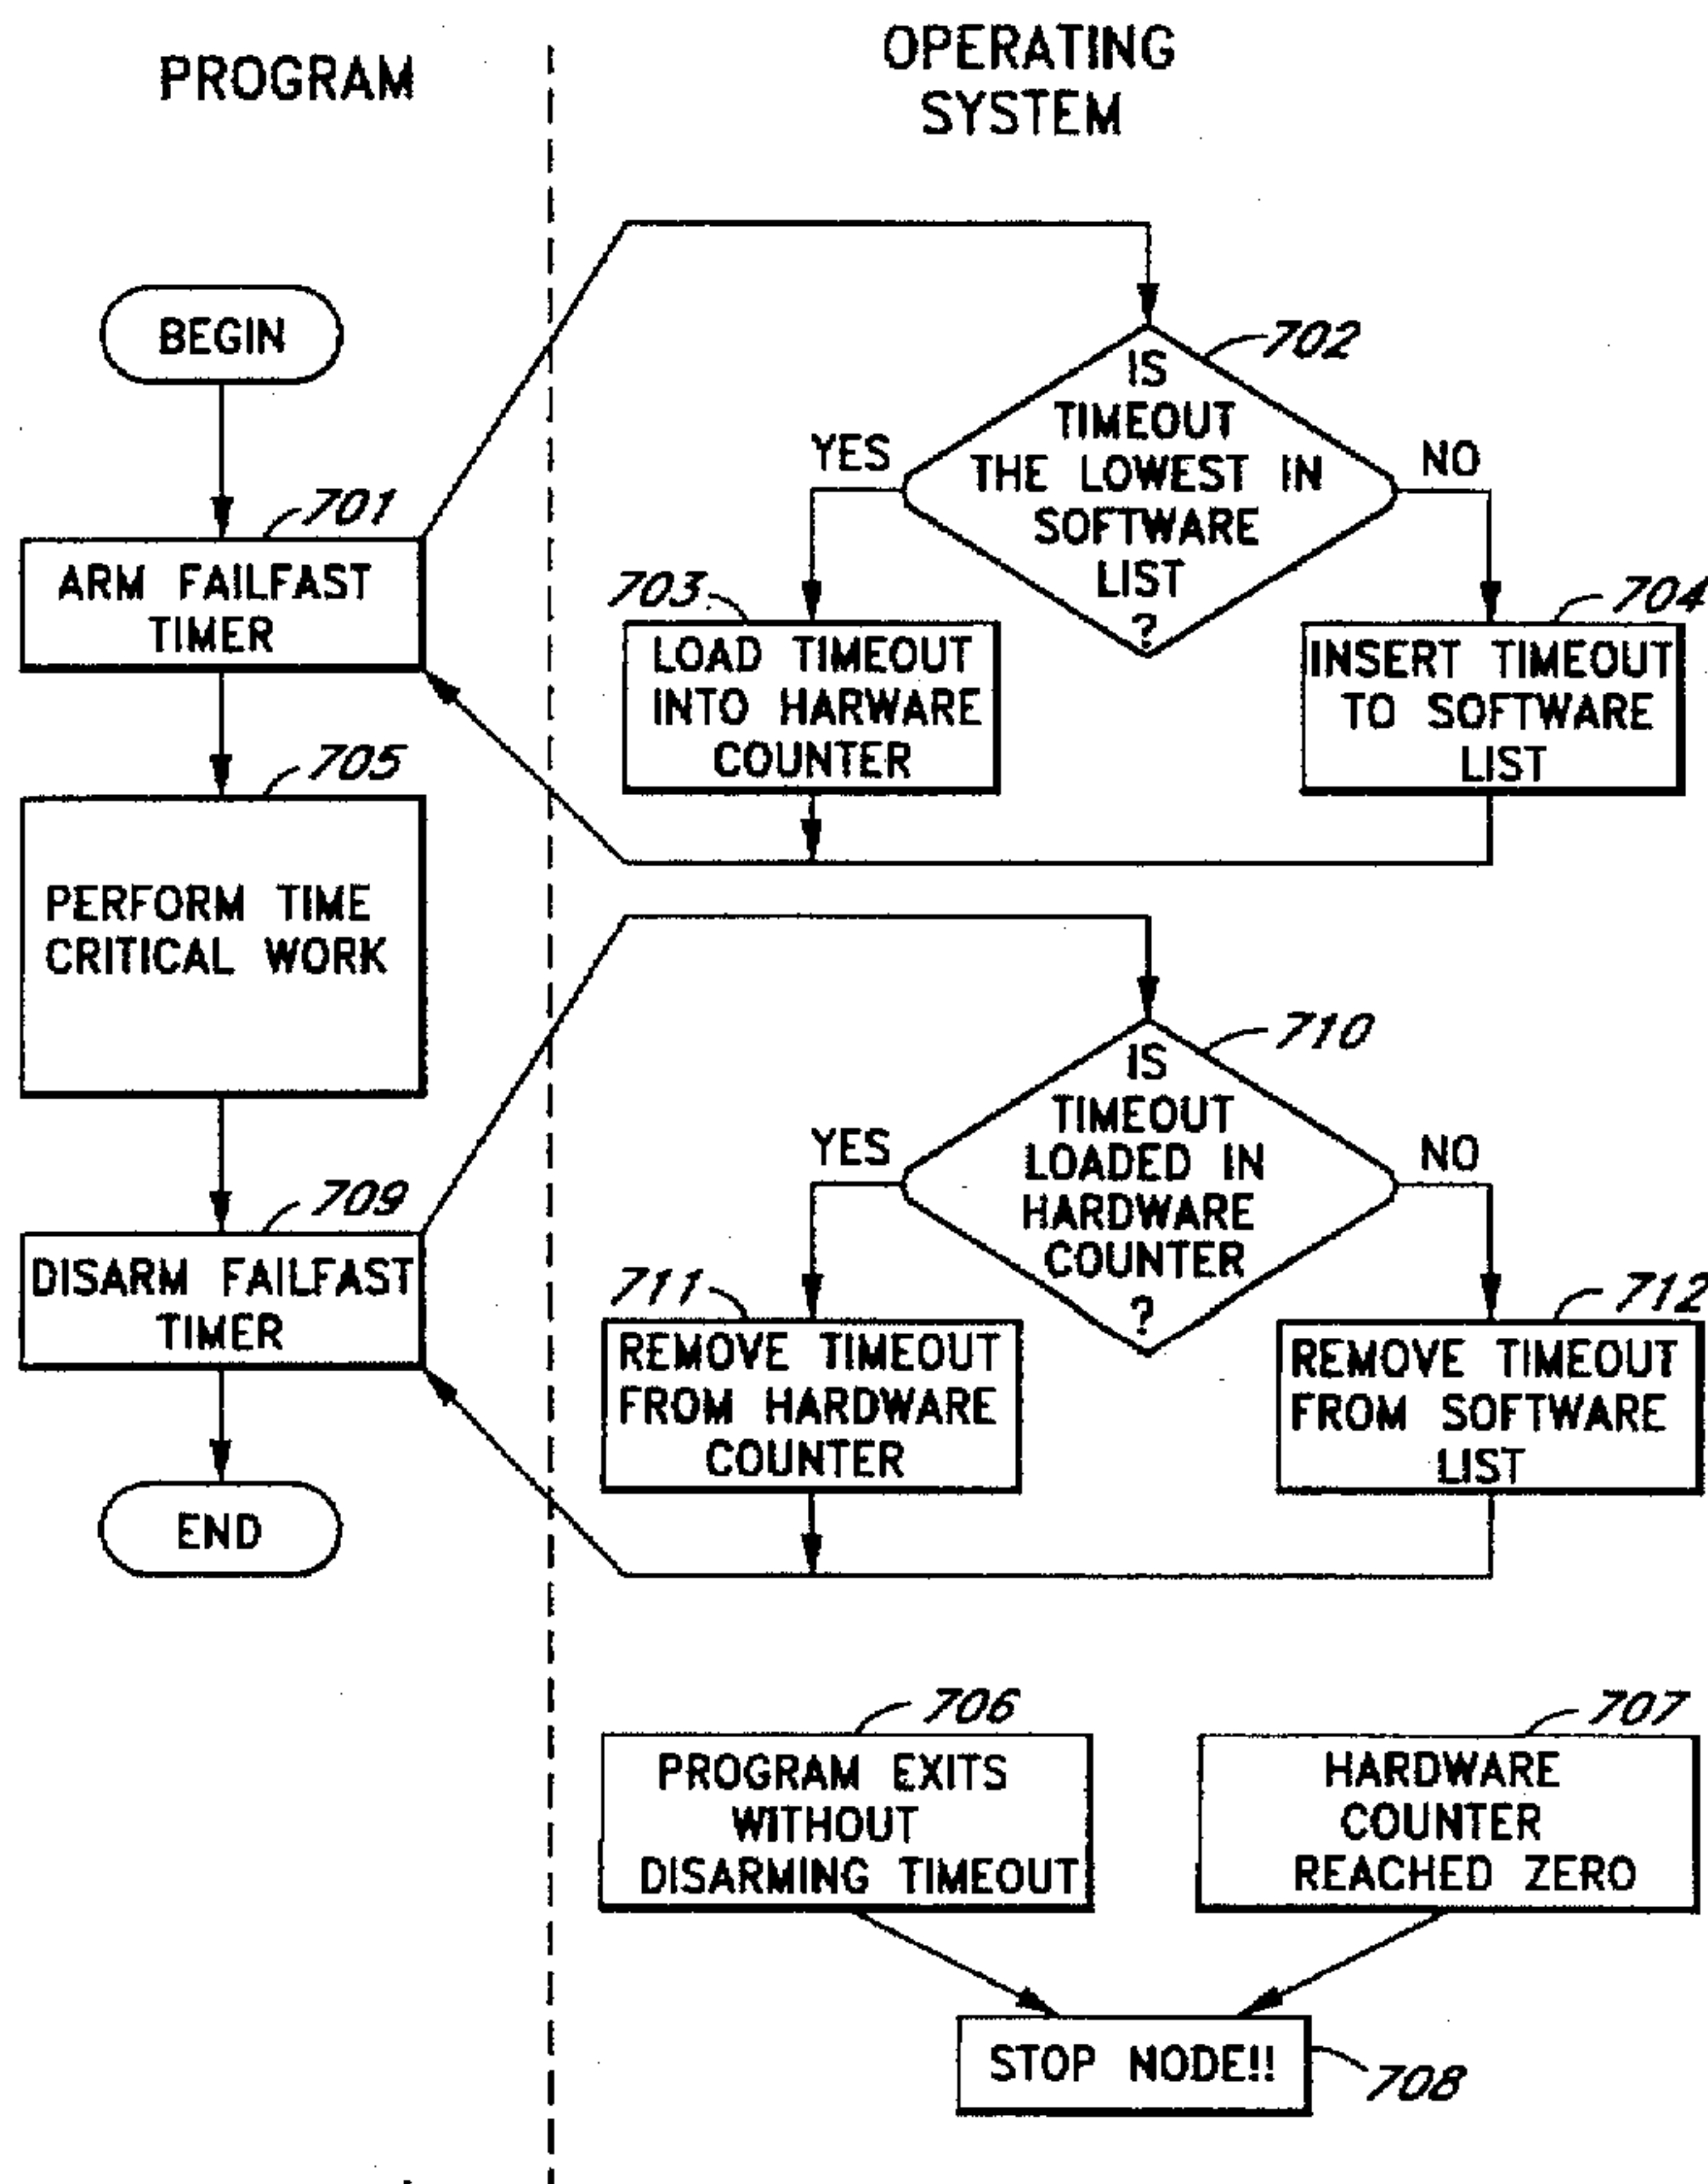 PROGRAM
OPERATING
SYSTEM
BEGIN
701
ARM FAILFAST
TIMER
702
IS
TIMEOUT
THE LOWEST IN
SOFTWARE
LIST
?
YES
NO
703
LOAD TIMEOUT
INTO HARWARE
COUNTER
704
INSERT TIMEOUT
TO SOFTWARE
LIST
705
PERFORM TIME
CRITICAL WORK
709
DISARM FAILFAST
TIMER
710
IS
TIMEOUT
LOADED IN
HARDWARE
COUNTER
?
YES
NO
711
REMOVE TIMEOUT
FROM HARDWARE
COUNTER
712
REMOVE TIMEOUT
FROM SOFTWARE
LIST
END
706
PROGRAM EXITS
WITHOUT
DISARMING TIMEOUT
707
HARDWARE
COUNTER
REACHED ZERO
STOP NODE!!
708